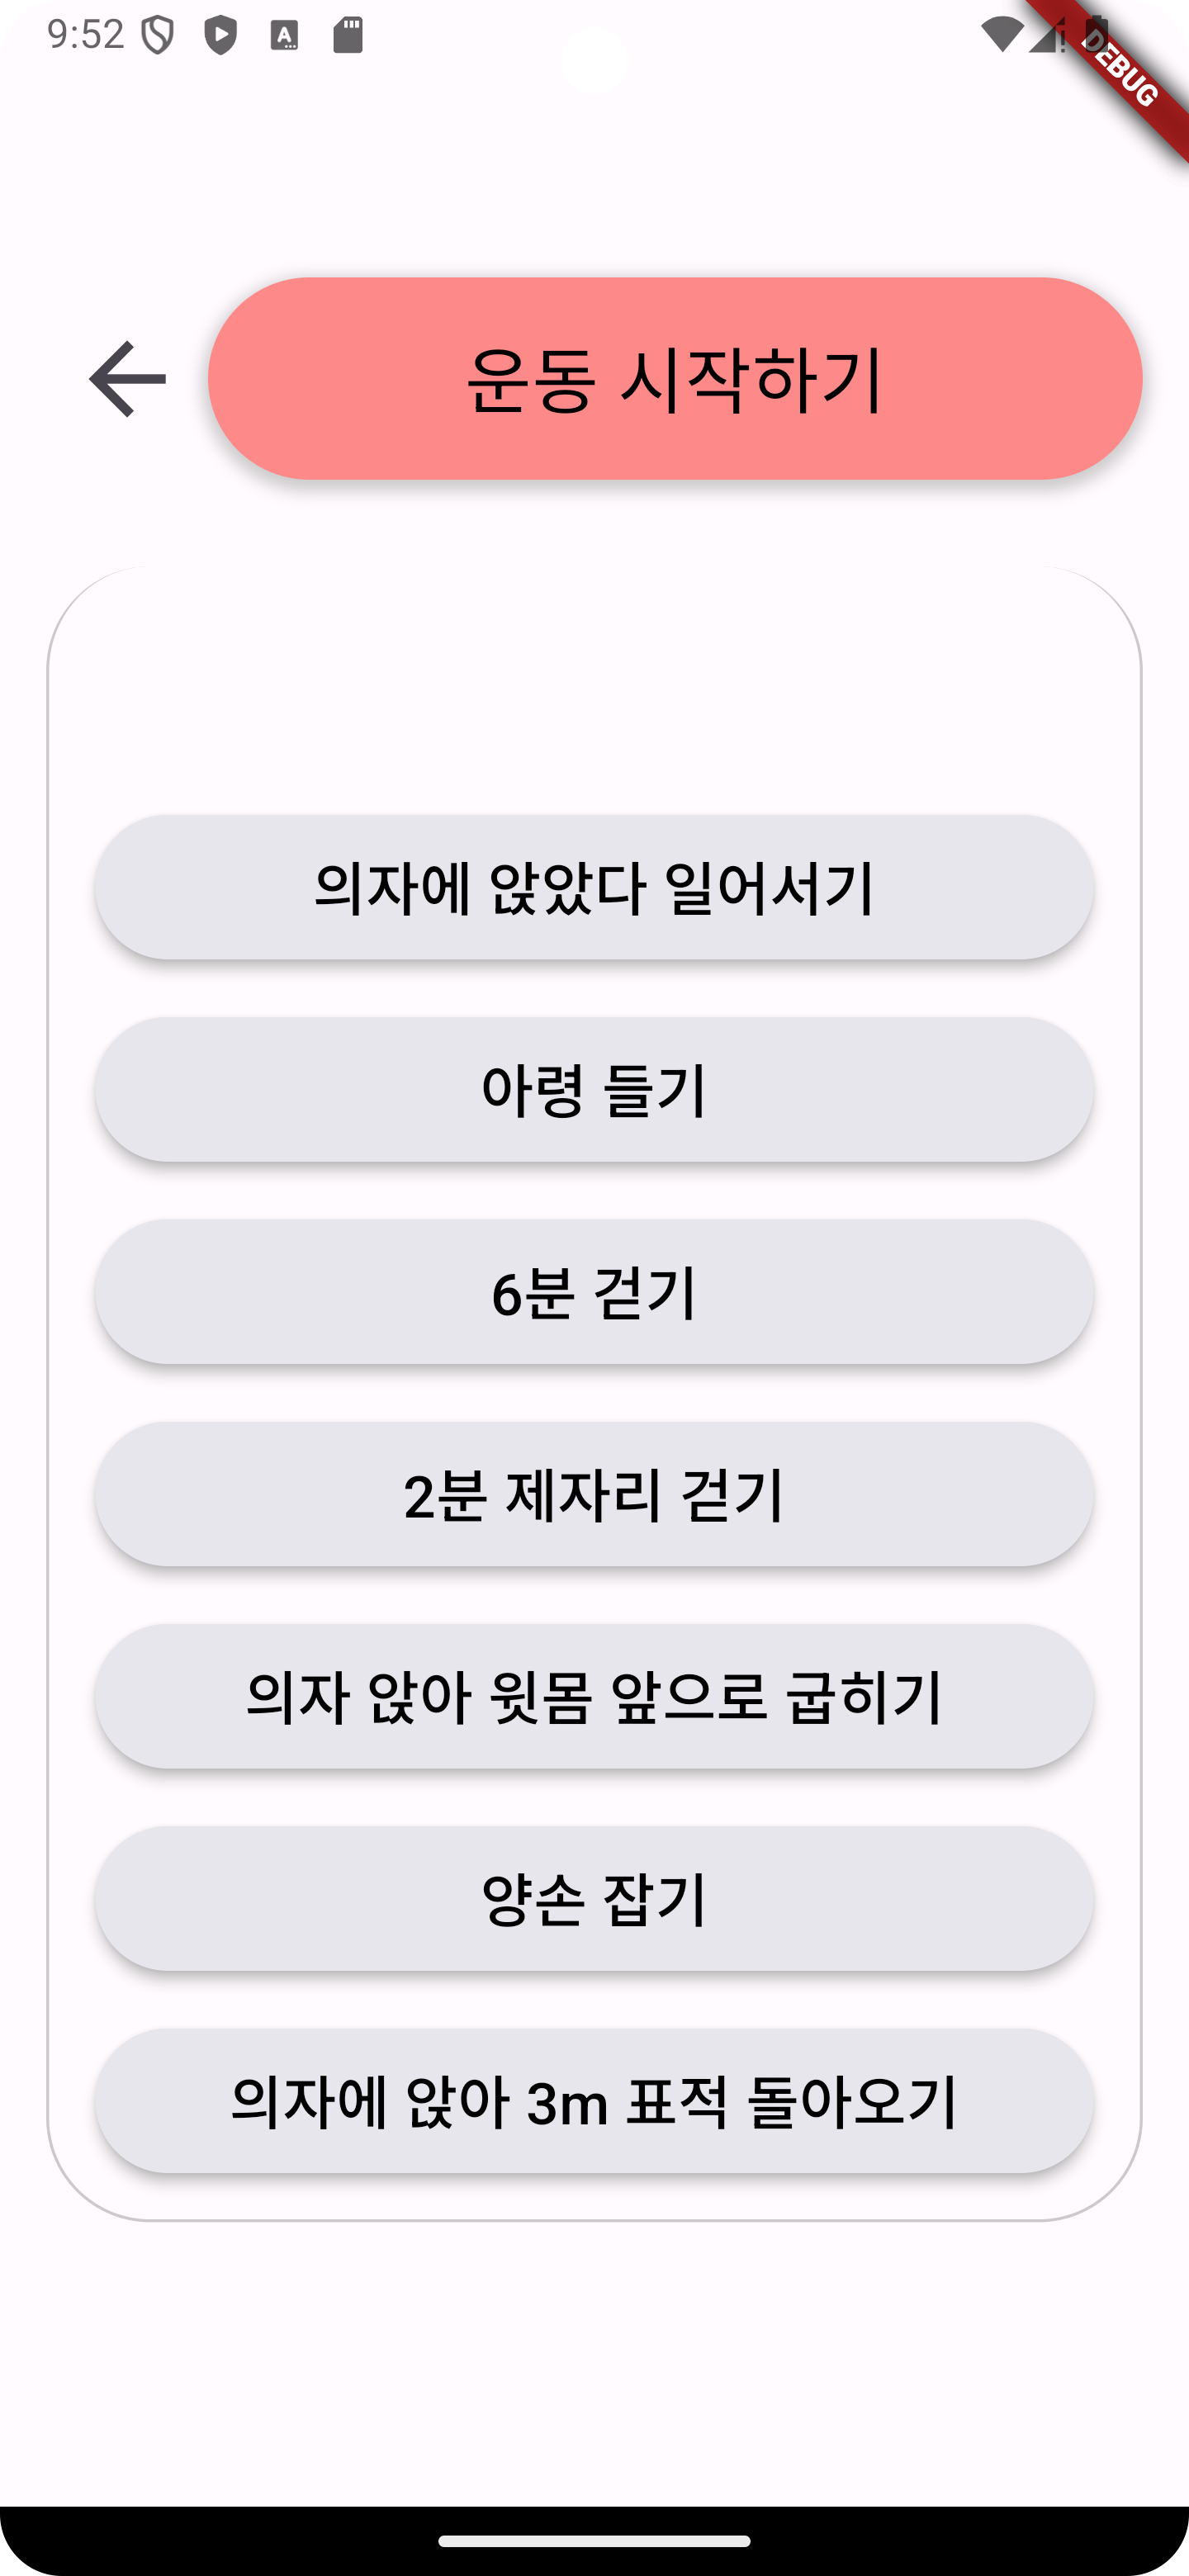 9:52
DEBUG
운동 시작하기
의자에 앉았다 일어서기
아령 들기
6분 걷기
2분 제자리 걷기
의자 앉아 윗몸 앞으로 굽히기
양손 잡기
의자에 앉아 3m 표적 돌아오기